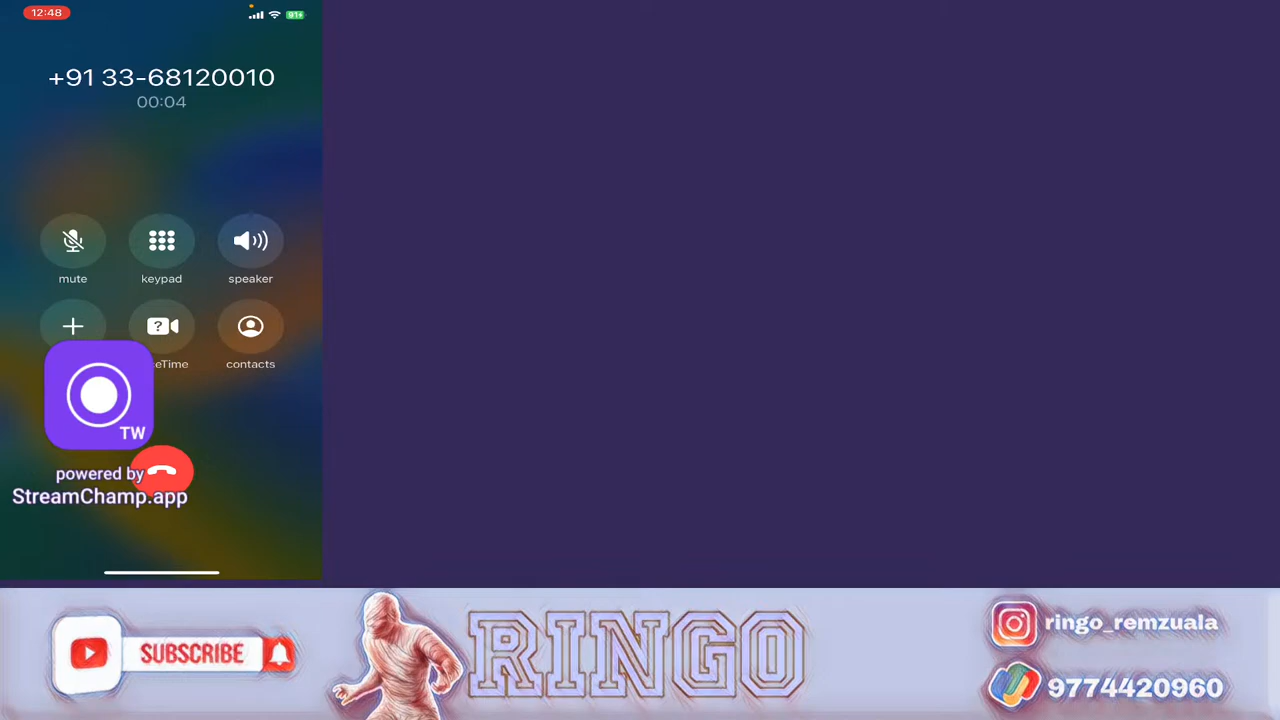 12:48
91
+91 33-68120010
00:04
mute
keypad
speaker
eTime
contacts
TW
powered by
StreamChamp.app
SUBSCRIBE
RINGO
ringo_remzuala
9774420960